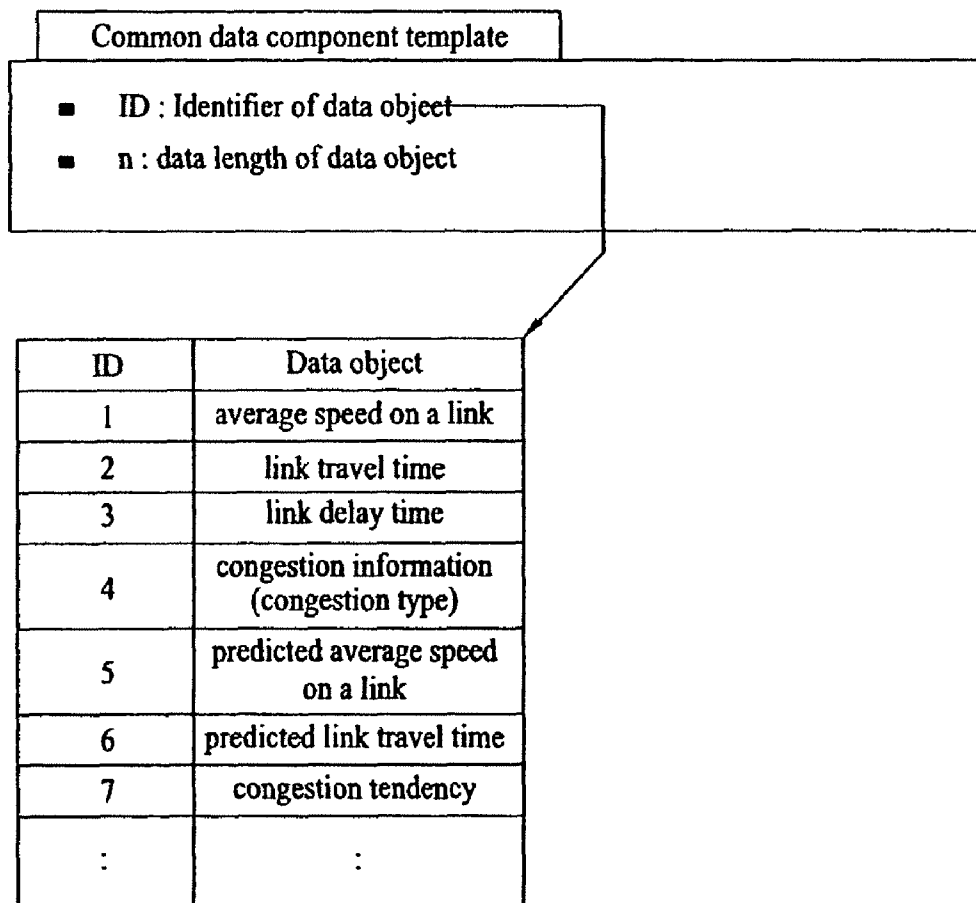 Common data component template
■ ID : Identifier of data object
■ n : data length of data object
ID Data object
1 average speed on a link
2 link travel time
3 link delay time
4 congestion information
(congestion type)
5 predicted average speed
on a link
6 predicted link travel time
7 congestion tendency
: :